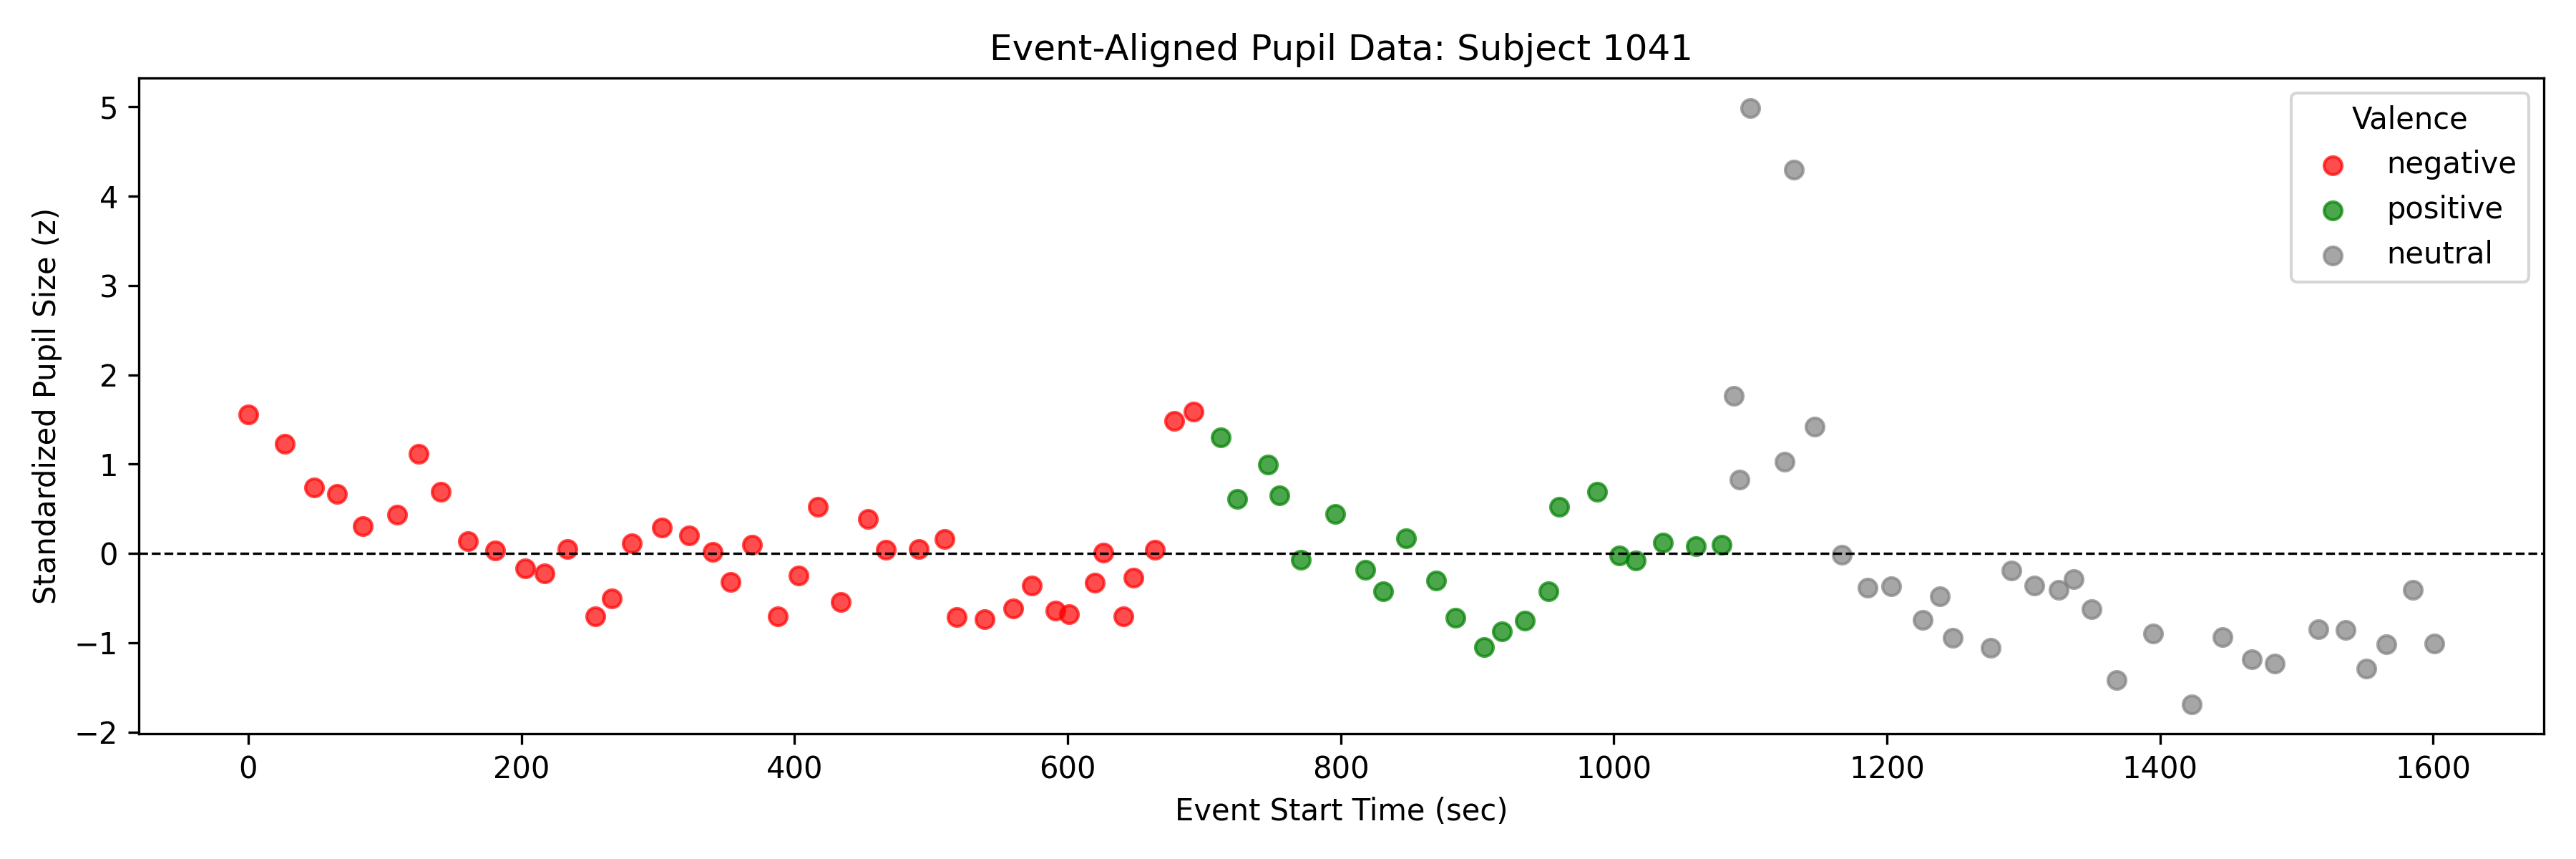 Event-Aligned Pupil Data: Subject 1041
Standardized Pupil Size (z)
5
4
3
2
1
0
−1
−2
Valence
negative
positive
neutral
0 200 400 600 800 1000 1200 1400 1600
Event Start Time (sec)